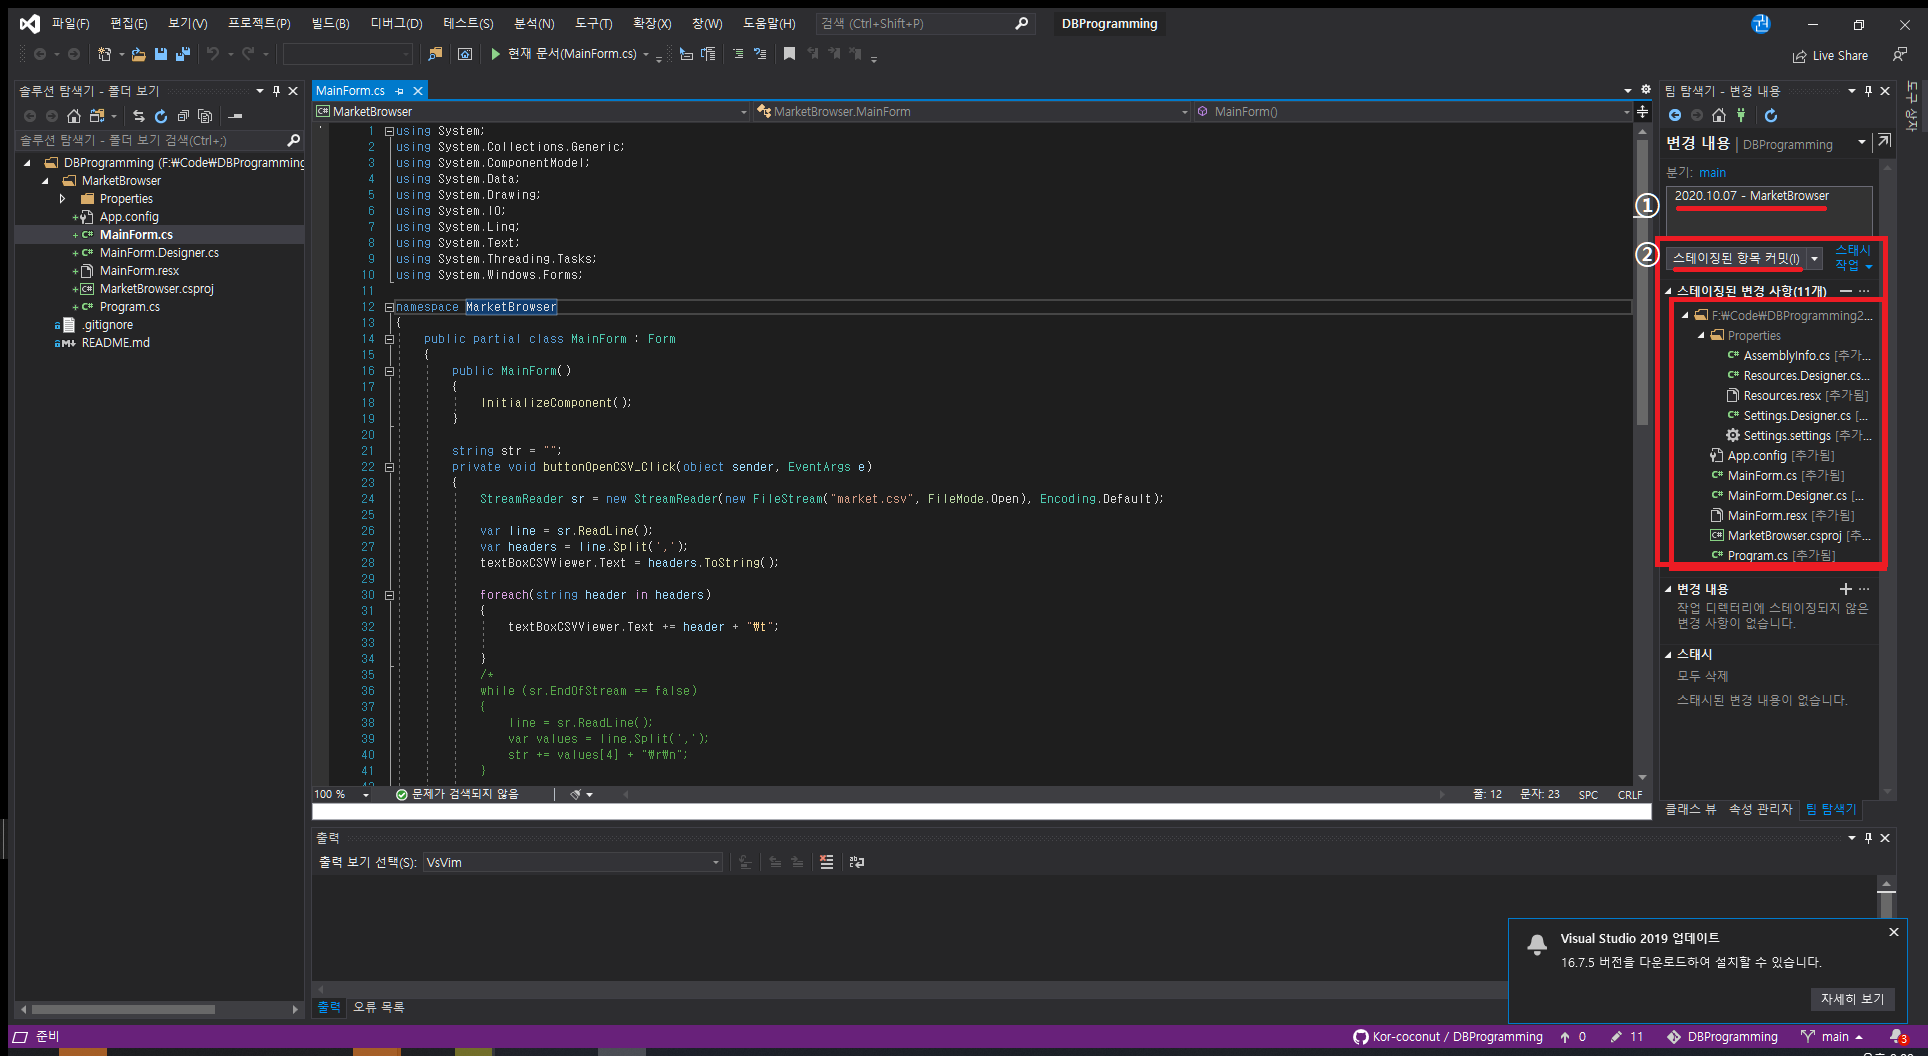 파일(F) 편집(E) 보기(V) 프로젝트(P) 빌드(B) 디버그(D) 테스트(S) 분석(N) 도구(T) 확장(X) 창(W) 도움말(H) 검색 (Ctrl+Shift+P) DBProgramming 권
현재 문서(MainForm.cs) Live Share
솔루션 탐색기 - 폴더 보기
솔루션 탐색기 - 폴더 보기 검색(Ctrl+;)
DBProgramming (F:₩Code₩DBProgramming
MarketBrowser
Properties
App.config
MainForm.cs
MainForm.Designer.cs
MainForm.resx
MarketBrowser.csproj
Program.cs
.gitignore
README.md
MainForm.cs
MarketBrowser MarketBrowser.MainForm MainForm()
1 using System;
2 using System.Collections.Generic;
3 using System.ComponentModel;
4 using System.Data;
5 using System.Drawing;
6 using System.IO;
7 using System.Linq;
8 using System.Text;
9 using System.Threading.Tasks;
10 using System.Windows.Forms;
11
12 namespace MarketBrowser
13 {
14 public partial class MainForm : Form
15 {
16 public MainForm()
17 {
18 InitializeComponent();
19 }
20
21 string str = "";
22 private void buttonOpenCSV_Click(object sender, EventArgs e)
23 {
24 StreamReader sr = new StreamReader(new FileStream("market.csv", FileMode.Open), Encoding.Default);
25
26 var line = sr.ReadLine();
27 var headers = line.Split(',');
28 textBoxCSVViewer.Text = headers.ToString();
29
30 foreach(string header in headers)
31 {
32 textBoxCSVViewer.Text += header + "₩t";
33
34 }
35 /*
36 while (sr.EndOfStream == false)
37 {
38 line = sr.ReadLine();
39 var values = line.Split(',');
40 str += values[4] + "₩r₩n";
41 }
100 % 문제가 검색되지 않음 줄: 12 문자: 23 SPC CRLF
출력
출력 보기 선택(S): VsVim
출력 오류 목록
팀 탐색기 - 변경 내용
변경 내용 | DBProgramming
분기: main
① 2020.10.07 - MarketBrowser
② 스테이징된 항목 커밋(I) 스태시
작업
스테이징된 변경 사항(11개)
F:₩Code₩DBProgramming2...
Properties
AssemblyInfo.cs [추가...
Resources.Designer.cs...
Resources.resx [추가됨]
Settings.Designer.cs [...
Settings.settings [추가...
App.config [추가됨]
MainForm.cs [추가됨]
MainForm.Designer.cs [...
MainForm.resx [추가됨]
MarketBrowser.csproj [추...
Program.cs [추가됨]
변경 내용
작업 디렉터리에 스테이징되지 않은
변경 사항이 없습니다.
스태시
모두 삭제
스태시된 변경 내용이 없습니다.
클래스 뷰 속성 관리자 팀 탐색기
도구 상자
Visual Studio 2019 업데이트
16.7.5 버전을 다운로드하여 설치할 수 있습니다.
자세히 보기
준비 Kor-coconut / DBProgramming 0 11 DBProgramming main 3